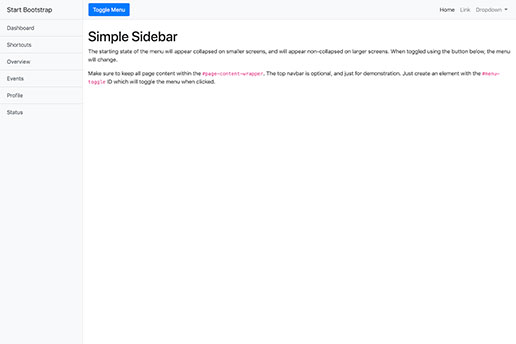 Start Bootstrap
Toggle Menu
Home Link Dropdown
Dashboard
Shortcuts
Overview
Events
Profile
Status
Simple Sidebar
The starting state of the menu will appear collapsed on smaller screens, and will appear non-collapsed on larger screens. When toggled using the button below, the menu
will change.
Make sure to keep all page content within the #page-content-wrapper. The top navbar is optional, and just for demonstration. Just create an element with the #menu-
toggle ID which will toggle the menu when clicked.